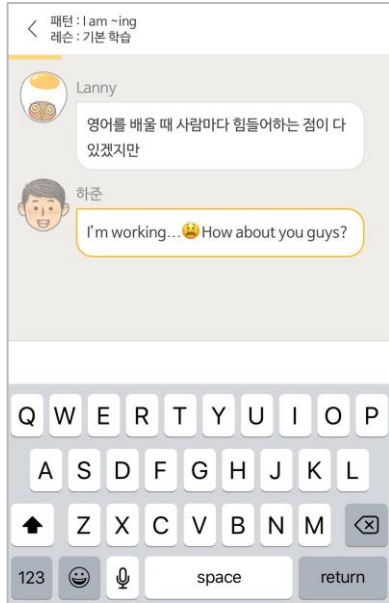 패턴 : I am ~ing
레슨 : 기본 학습
Lanny
영어를 배울 때 사람마다 힘들어하는 점이 다
있겠지만
하준
I'm working...😫 How about you guys?
Q W E R T Y U I O P
A S D F G H J K L
Z X C V B N M
123 space return